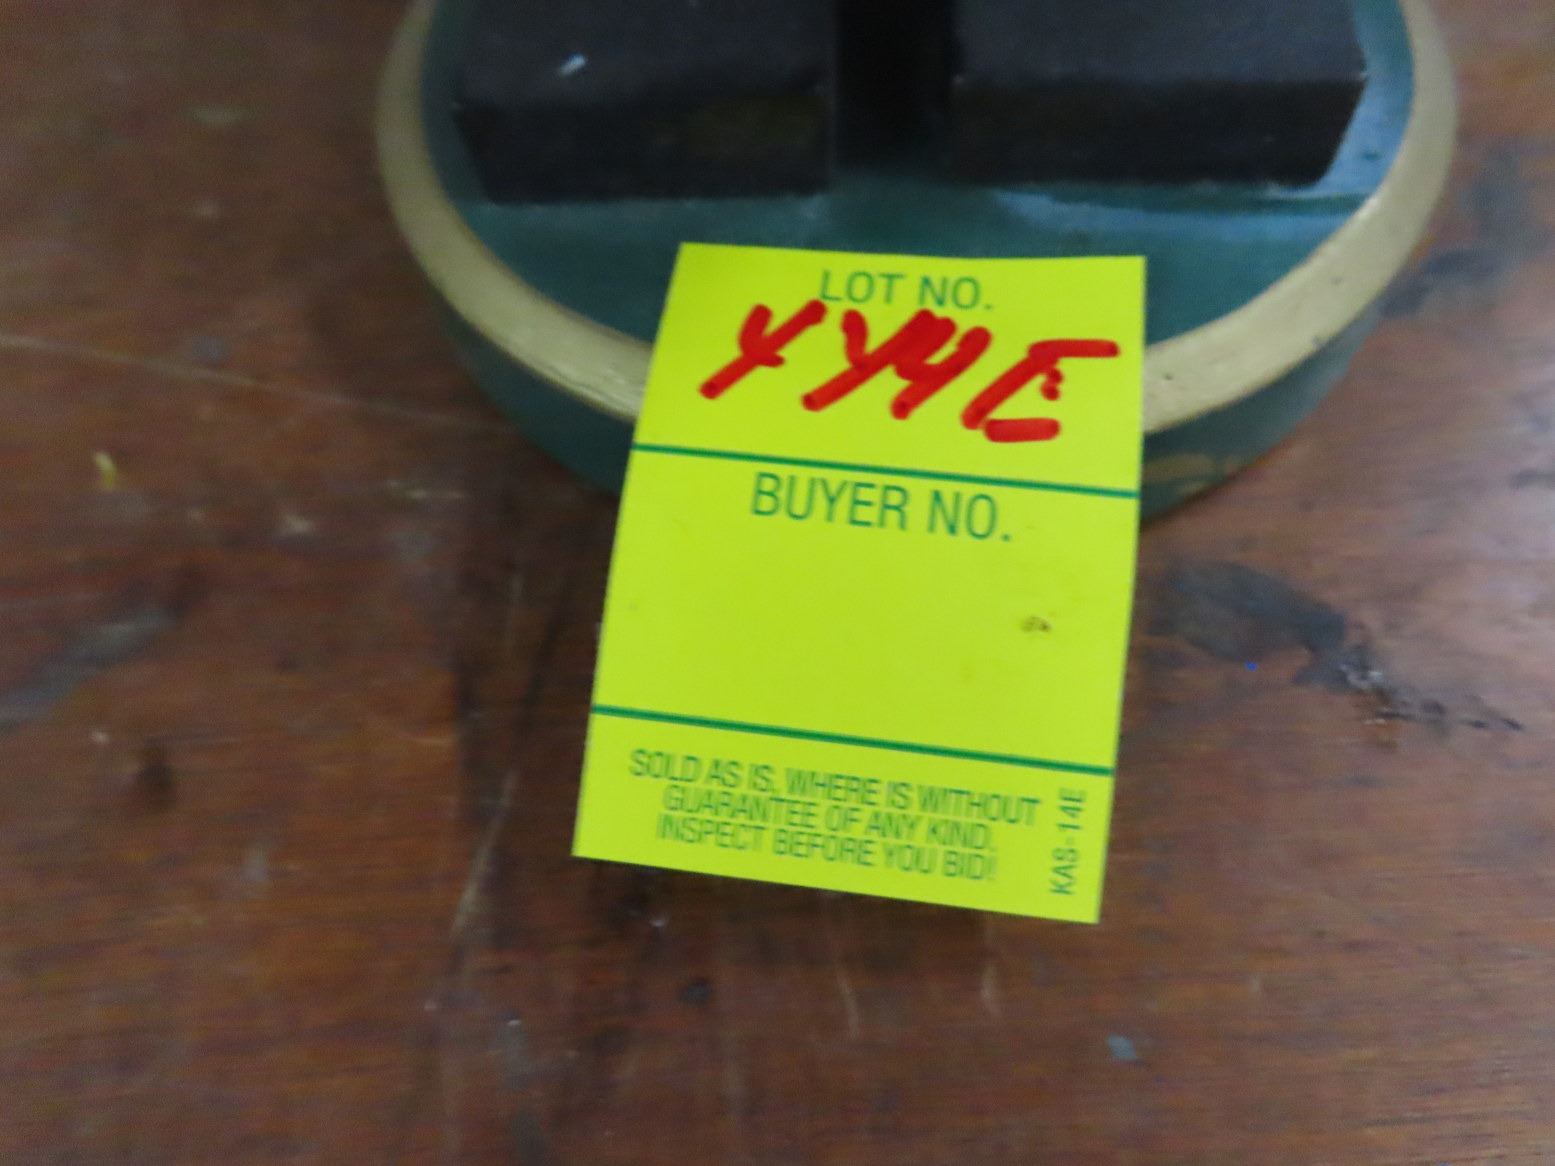 LOT NO.
444E
BUYER NO.
SOLD AS IS, WHERE IS WITHOUT
GUARANTEE OF ANY KIND.
INSPECT BEFORE YOU BID!
KAS-14E